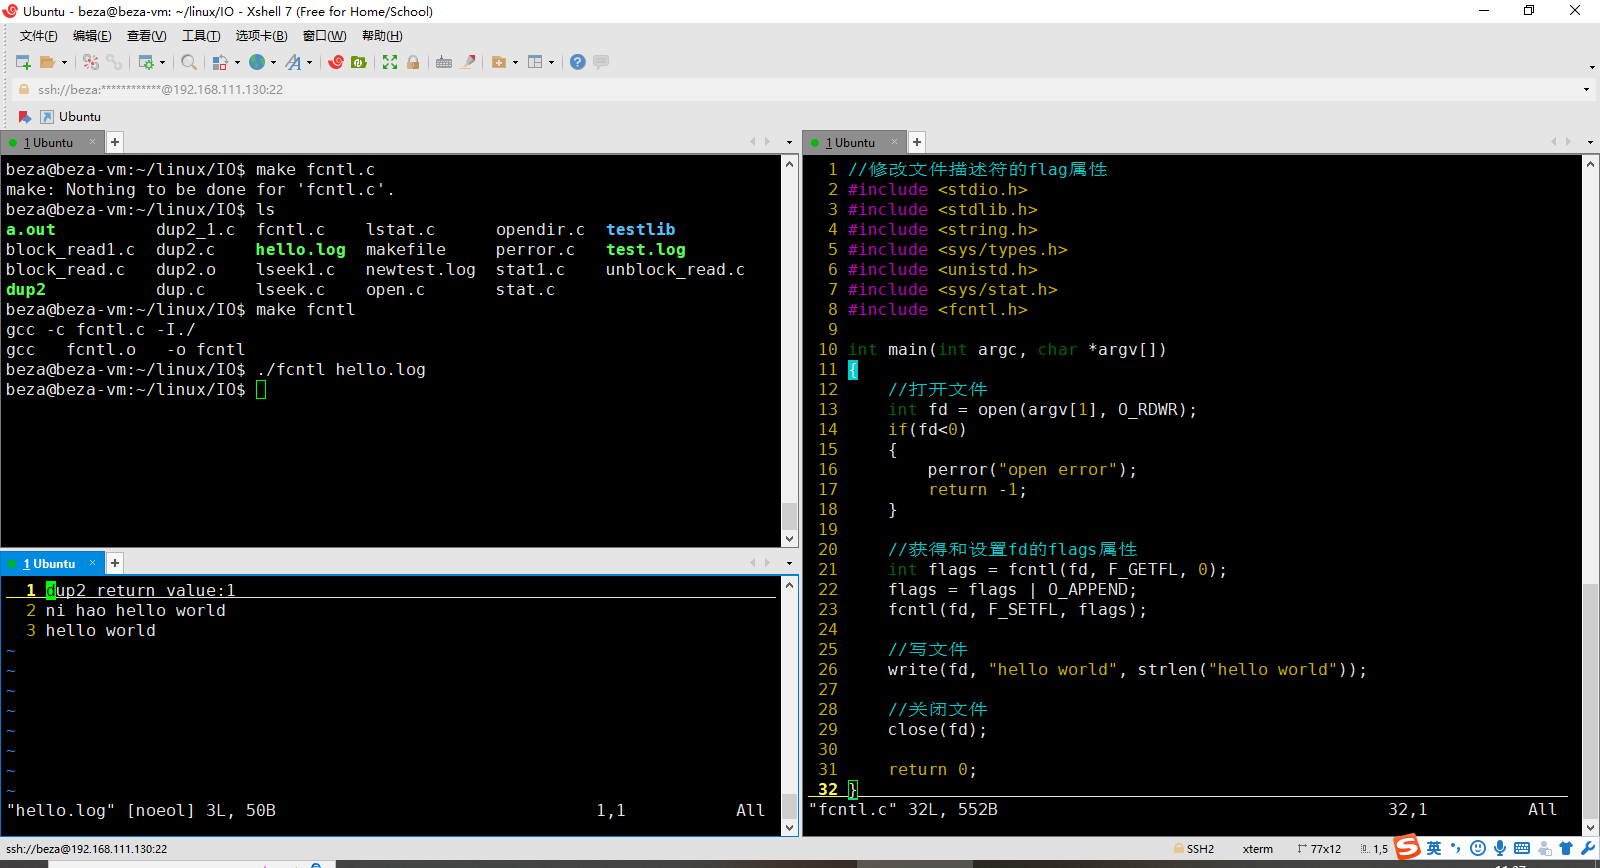 Ubuntu - beza@beza-vm: ~/linux/IO - Xshell 7 (Free for Home/School)
文件(F) 编辑(E) 查看(V) 工具(T) 选项卡(B) 窗口(W) 帮助(H)
ssh://beza:************@192.168.111.130:22
Ubuntu
1 Ubuntu × +
beza@beza-vm:~/linux/IO$ make fcntl.c
make: Nothing to be done for 'fcntl.c'.
beza@beza-vm:~/linux/IO$ ls
a.out dup2_1.c fcntl.c lstat.c opendir.c testlib
block_read1.c dup2.c hello.log makefile perror.c test.log
block_read.c dup2.o lseek1.c newtest.log stat1.c unblock_read.c
dup2 dup.c lseek.c open.c stat.c
beza@beza-vm:~/linux/IO$ make fcntl
gcc -c fcntl.c -I./
gcc fcntl.o -o fcntl
beza@beza-vm:~/linux/IO$ ./fcntl hello.log
beza@beza-vm:~/linux/IO$
1 Ubuntu × +
1 dup2 return value:1
2 ni hao hello world
3 hello world
~
~
~
~
~
~
~
~
"hello.log" [noeol] 3L, 50B 1,1 All
1 Ubuntu × +
1 //修改文件描述符的flag属性
2 #include <stdio.h>
3 #include <stdlib.h>
4 #include <string.h>
5 #include <sys/types.h>
6 #include <unistd.h>
7 #include <sys/stat.h>
8 #include <fcntl.h>
9
10 int main(int argc, char *argv[])
11 {
12 //打开文件
13 int fd = open(argv[1], O_RDWR);
14 if(fd<0)
15 {
16 perror("open error");
17 return -1;
18 }
19
20 //获得和设置fd的flags属性
21 int flags = fcntl(fd, F_GETFL, 0);
22 flags = flags | O_APPEND;
23 fcntl(fd, F_SETFL, flags);
24
25 //写文件
26 write(fd, "hello world", strlen("hello world"));
27
28 //关闭文件
29 close(fd);
30
31 return 0;
32 }
"fcntl.c" 32L, 552B 32,1 All
ssh://beza@192.168.111.130:22 SSH2 xterm 77x12 1,5 英